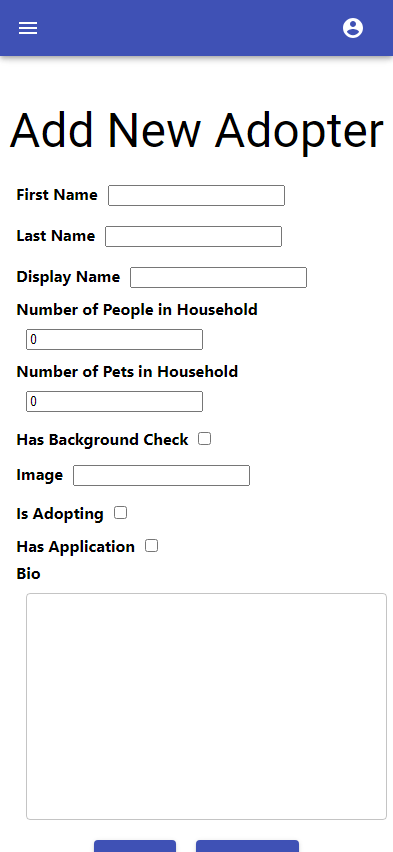 Add New Adopter
First Name
Last Name
Display Name
Number of People in Household
0
Number of Pets in Household
0
Has Background Check
Image
Is Adopting
Has Application
Bio